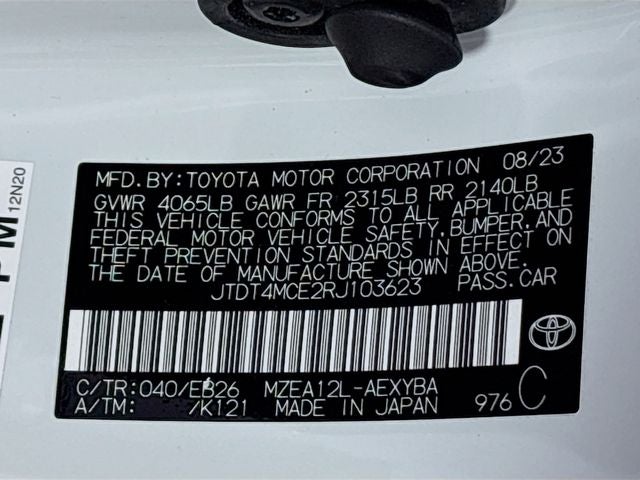 MFD.BY:TOYOTA MOTOR CORPORATION 08/23
GVWR 4065LB GAWR FR 2315LB RR 2140LB
THIS VEHICLE CONFORMS TO ALL APPLICABLE
FEDERAL MOTOR VEHICLE SAFETY,BUMPER,AND
THEFT PREVENTION STANDARDS IN EFFECT ON
THE DATE OF MANUFACTURE SHOWN ABOVE.
JTDT4MCE2RJ103623 PASS.CAR
C/TR:040/EB26 MZEA12L-AEXYBA
A/TM: /K121 MADE IN JAPAN 976 C
PM
12N20